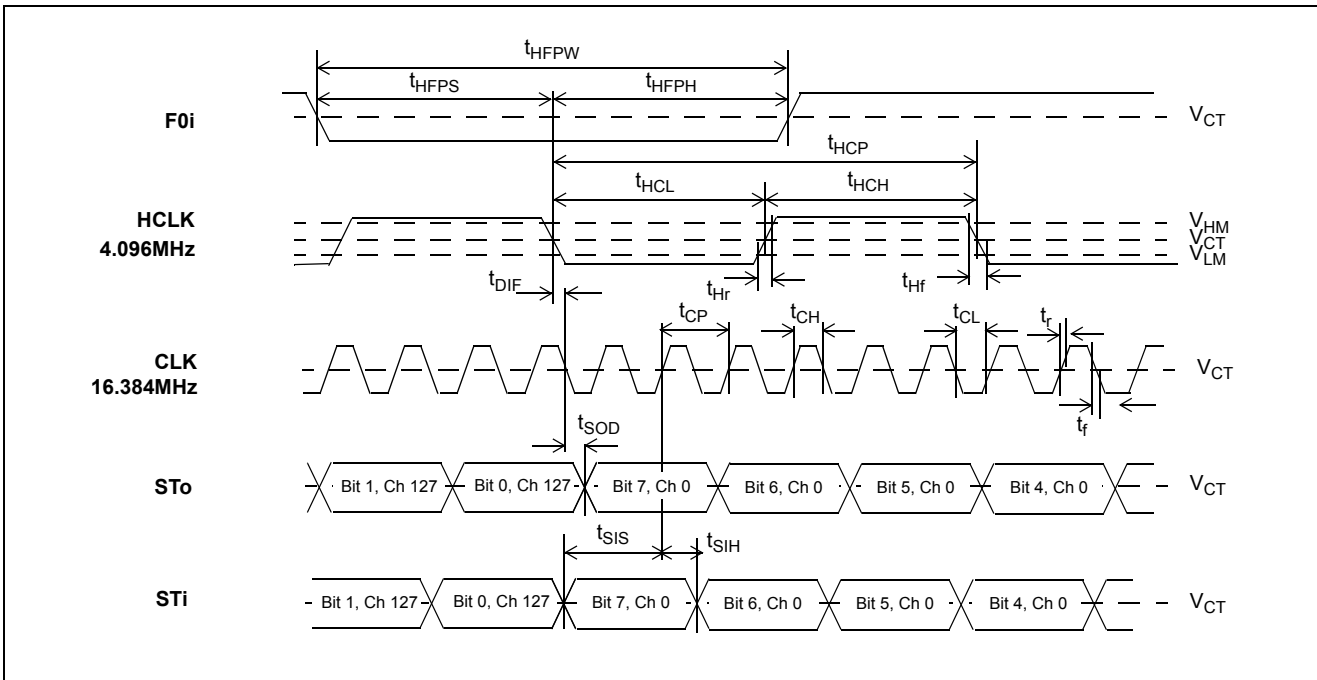 tHFPW
tHFPS
tHFPH
F0i
VCT
tHCP
tHCL
tHCH
HCLK
4.096MHz
VHM
VCT
VLM
tDIF
tHr
tHf
tCP
tCH
tCL
tr
CLK
16.384MHz
VCT
tf
tSOD
STo
Bit 1, Ch 127
Bit 0, Ch 127
Bit 7, Ch 0
Bit 6, Ch 0
Bit 5, Ch 0
Bit 4, Ch 0
VCT
tSIS
tSIH
STi
Bit 1, Ch 127
Bit 0, Ch 127
Bit 7, Ch 0
Bit 6, Ch 0
Bit 5, Ch 0
Bit 4, Ch 0
VCT